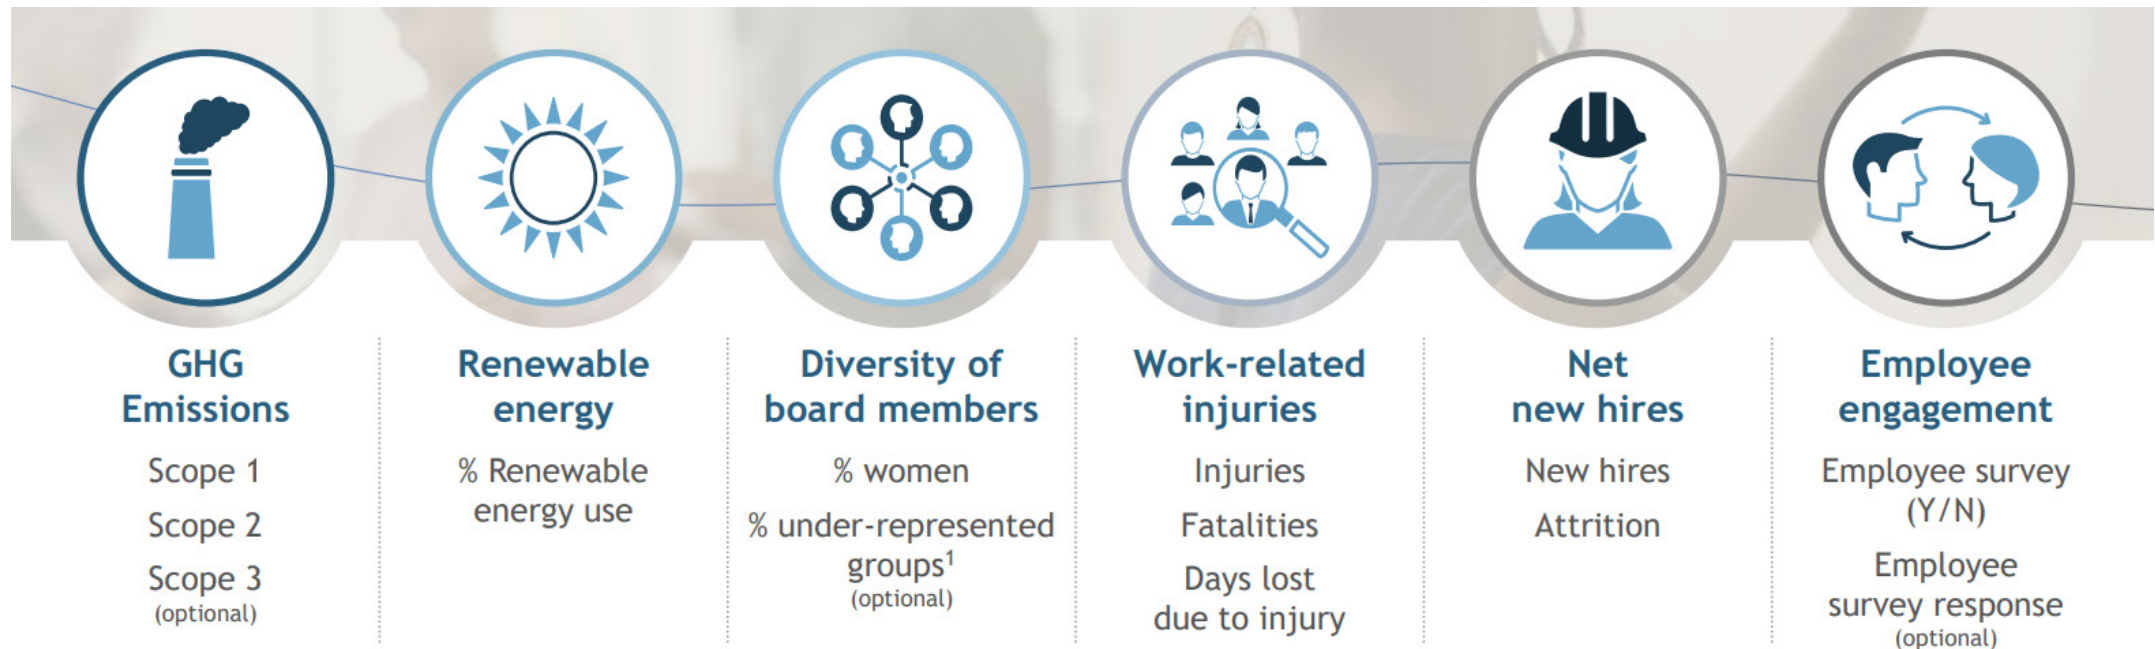 GHG
Emissions
Scope 1
Scope 2
Scope 3
(optional)
Renewable
energy
% Renewable
energy use
Diversity of
board members
% women
% under-represented
groups¹
(optional)
Work-related
injuries
Injuries
Fatalities
Days lost
due to injury
Net
new hires
New hires
Attrition
Employee
engagement
Employee survey
(Y/N)
Employee
survey response
(optional)